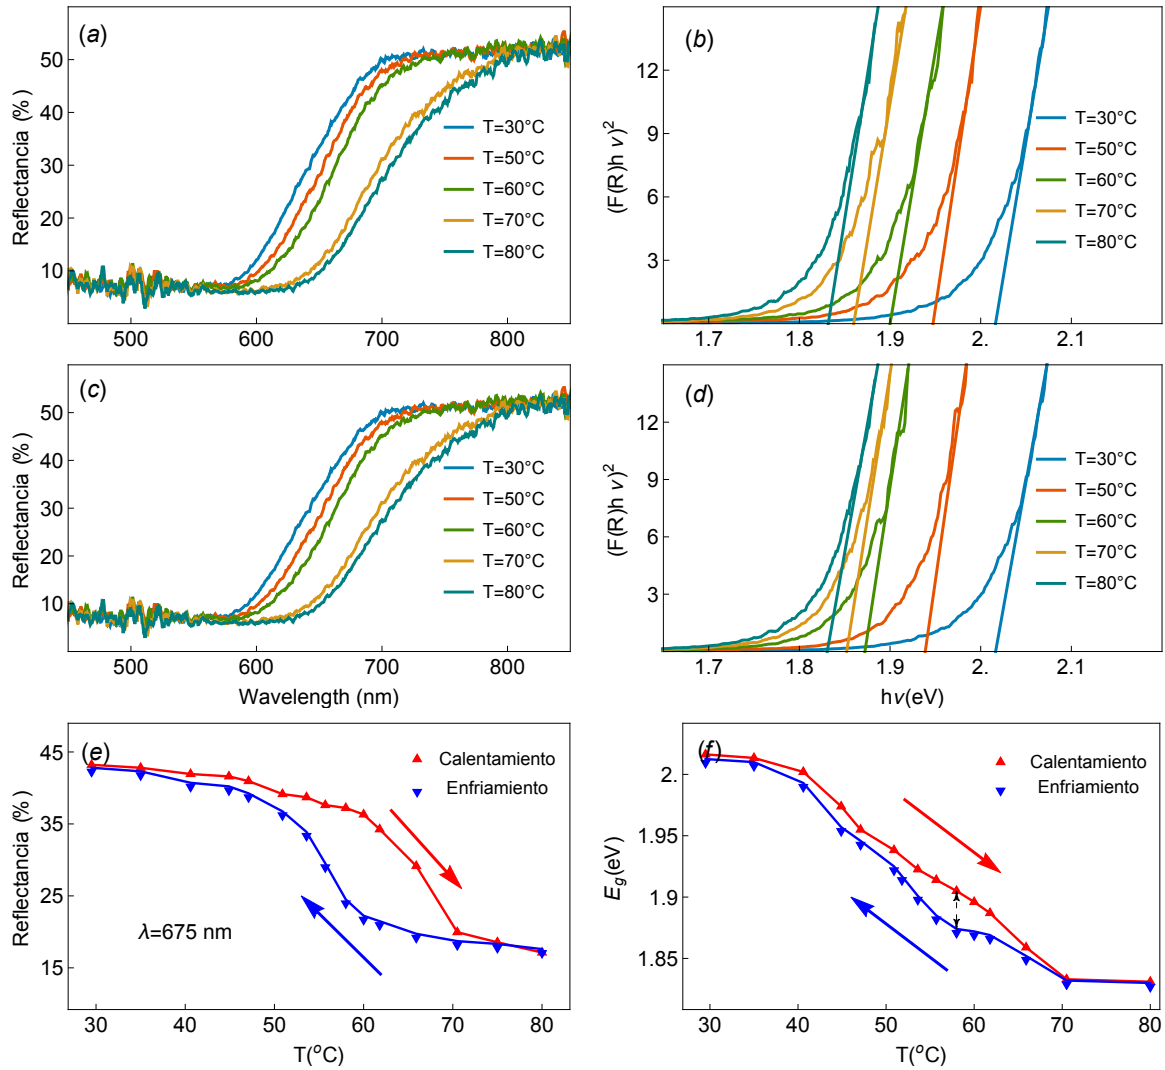 (a)
50
40
30
20
10
Reflectancia (%)
T=30°C
T=50°C
T=60°C
T=70°C
T=80°C
500 600 700 800
(b)
12
9
6
3
(F(R)h ν)²
T=30°C
T=50°C
T=60°C
T=70°C
T=80°C
1.7 1.8 1.9 2. 2.1
(c)
50
40
30
20
10
Reflectancia (%)
T=30°C
T=50°C
T=60°C
T=70°C
T=80°C
500 600 700 800
Wavelength (nm)
(d)
12
9
6
3
(F(R)h ν)²
T=30°C
T=50°C
T=60°C
T=70°C
T=80°C
1.7 1.8 1.9 2. 2.1
hν(eV)
(e)
45
35
25
15
Reflectancia (%)
Calentamiento
Enfriamiento
λ=675 nm
30 40 50 60 70 80
T(°C)
(f)
2.
1.95
1.9
1.85
E_g(eV)
Calentamiento
Enfriamiento
30 40 50 60 70 80
T(°C)